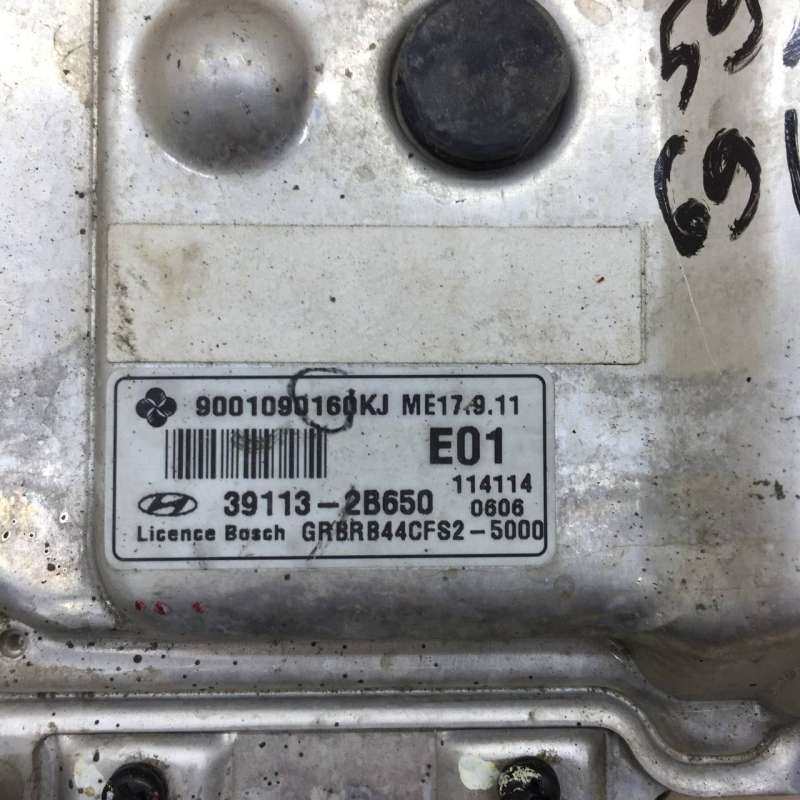 9001090160KJ ME17.9.11
E01
114114
39113-2B650 0606
Licence Bosch GRBRB44CFS2-5000